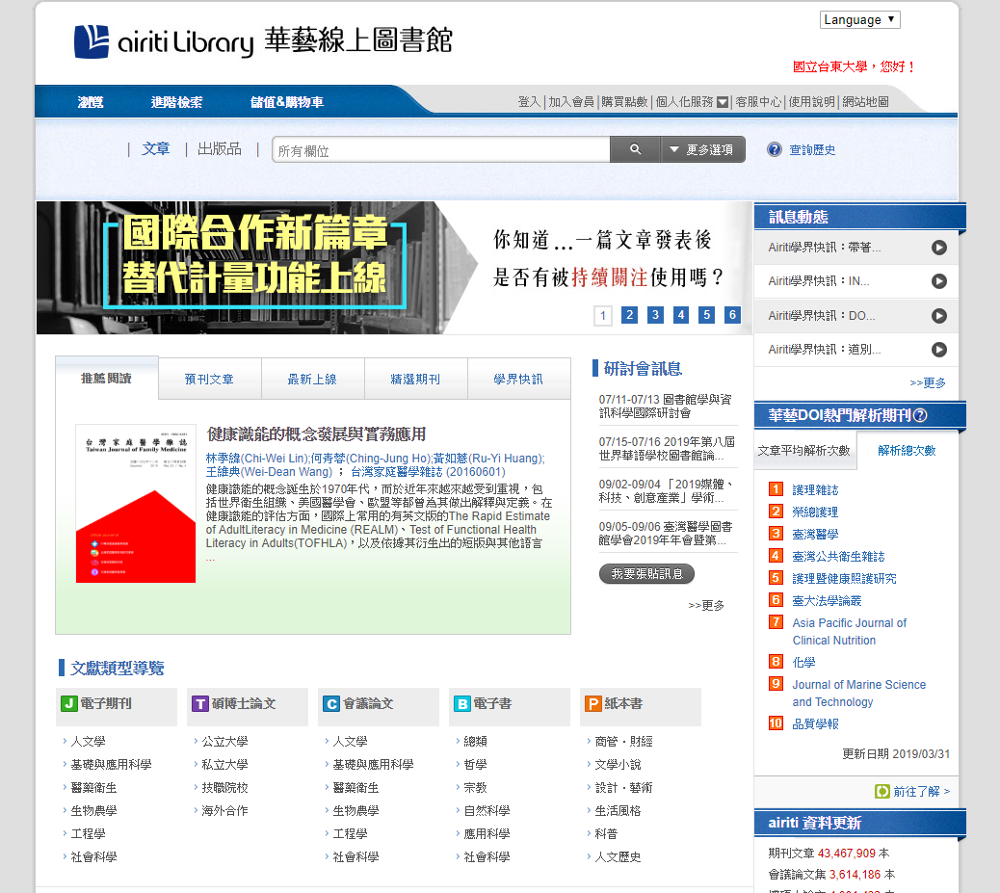 airiti Library 華藝線上圖書館
Language ▼
國立台東大學，您好！
瀏覽 進階檢索 儲值&購物車
登入|加入會員|購買點數|個人化服務|客服中心|使用說明|網站地圖
| 文章 | 出版品 | 所有欄位 更多選項 ? 查詢歷史
國際合作新篇章
替代計量功能上線
你知道...一篇文章發表後
是否有被持續關注使用嗎？
1 2 3 4 5 6
訊息動態
Airiti學界快訊：帶著...
Airiti學界快訊：IN...
Airiti學界快訊：DO...
Airiti學界快訊：道別...
>>更多
推薦閱讀 預刊文章 最新上線 精選期刊 學界快訊
台灣家庭醫學雜誌
Taiwan Journal of Family Medicine
健康識能的概念發展與實務應用
林季緯(Chi-Wei Lin);何青蓉(Ching-Jung Ho);黃如薏(Ru-Yi Huang);
王維典(Wei-Dean Wang) ； 台灣家庭醫學雜誌 (20160601)
健康識能的概念誕生於1970年代，而於近年來越來越受到重視，包
括世界衛生組織、美國醫學會、歐盟等都曾為其做出解釋與定義。在
健康識能的評估方面，國際上常用的有英文版的The Rapid Estimate
of AdultLiteracy in Medicine (REALM)、Test of Functional Health
Literacy in Adults(TOFHLA)，以及依據其衍生出的短版與其他語言
...
研討會訊息
07/11-07/13 圖書館學與資
訊科學國際研討會
07/15-07/16 2019年第八屆
世界華語學校圖書館論...
09/02-09/04 「2019媒體、
科技、創意產業」學術...
09/05-09/06 臺灣醫學圖書
館學會2019年年會暨第...
我要張貼訊息
>>更多
華藝DOI熱門解析期刊?
文章平均解析次數 解析總次數
1 護理雜誌
2 榮總護理
3 臺灣醫學
4 臺灣公共衛生雜誌
5 護理暨健康照護研究
6 臺大法學論叢
7 Asia Pacific Journal of
Clinical Nutrition
8 化學
9 Journal of Marine Science
and Technology
10 品質學報
更新日期 2019/03/31
前往了解 >
airiti 資料更新
期刊文章 43,467,909 本
會議論文集 3,614,186 本
文獻類型導覽
J 電子期刊 T 碩博士論文 C 會議論文 B 電子書 P 紙本書
› 人文學 › 公立大學 › 人文學 › 總類 › 商管・財經
› 基礎與應用科學 › 私立大學 › 基礎與應用科學 › 哲學 › 文學小說
› 醫藥衛生 › 技職院校 › 醫藥衛生 › 宗教 › 設計・藝術
› 生物農學 › 海外合作 › 生物農學 › 自然科學 › 生活風格
› 工程學 › 工程學 › 應用科學 › 科普
› 社會科學 › 社會科學 › 社會科學 › 人文歷史